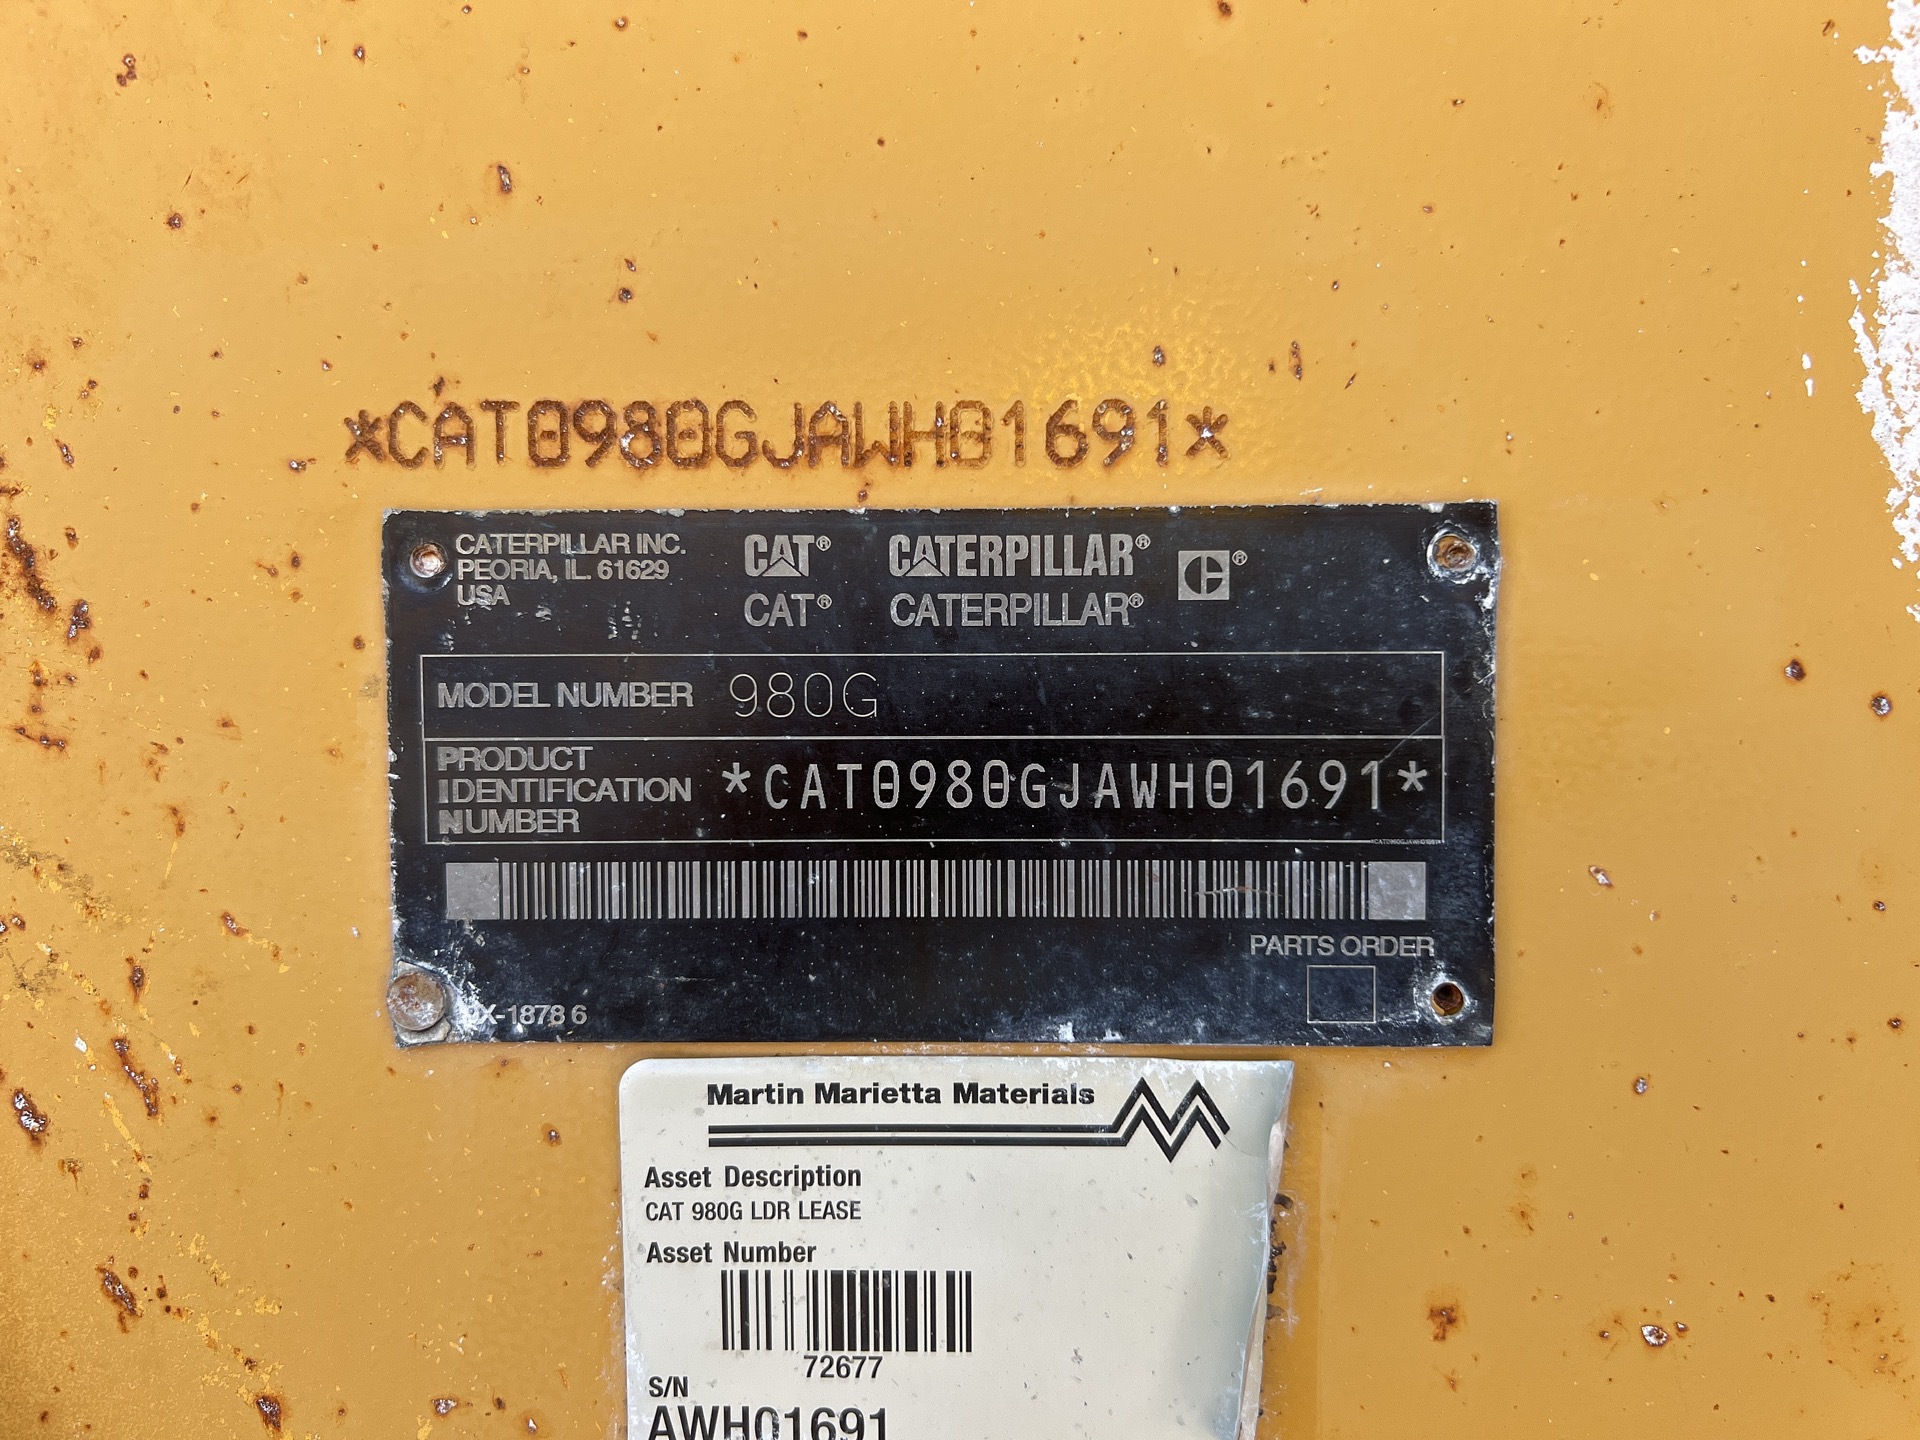 *CAT0980GJAWH01691*
CATERPILLAR INC.
PEORIA, IL. 61629
USA
CAT® CATERPILLAR® ®
CAT® CATERPILLAR®
MODEL NUMBER 980G
PRODUCT
IDENTIFICATION
NUMBER
*CAT0980GJAWH01691*
*CAT0980GJAWH01691*
PARTS ORDER
X-1878 6
Martin Marietta Materials
Asset Description
CAT 980G LDR LEASE
Asset Number
72677
S/N
AWH01691